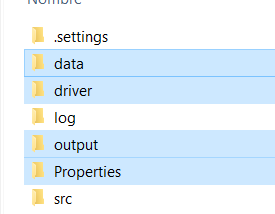 Nombre
.settings
data
driver
log
output
Properties
src